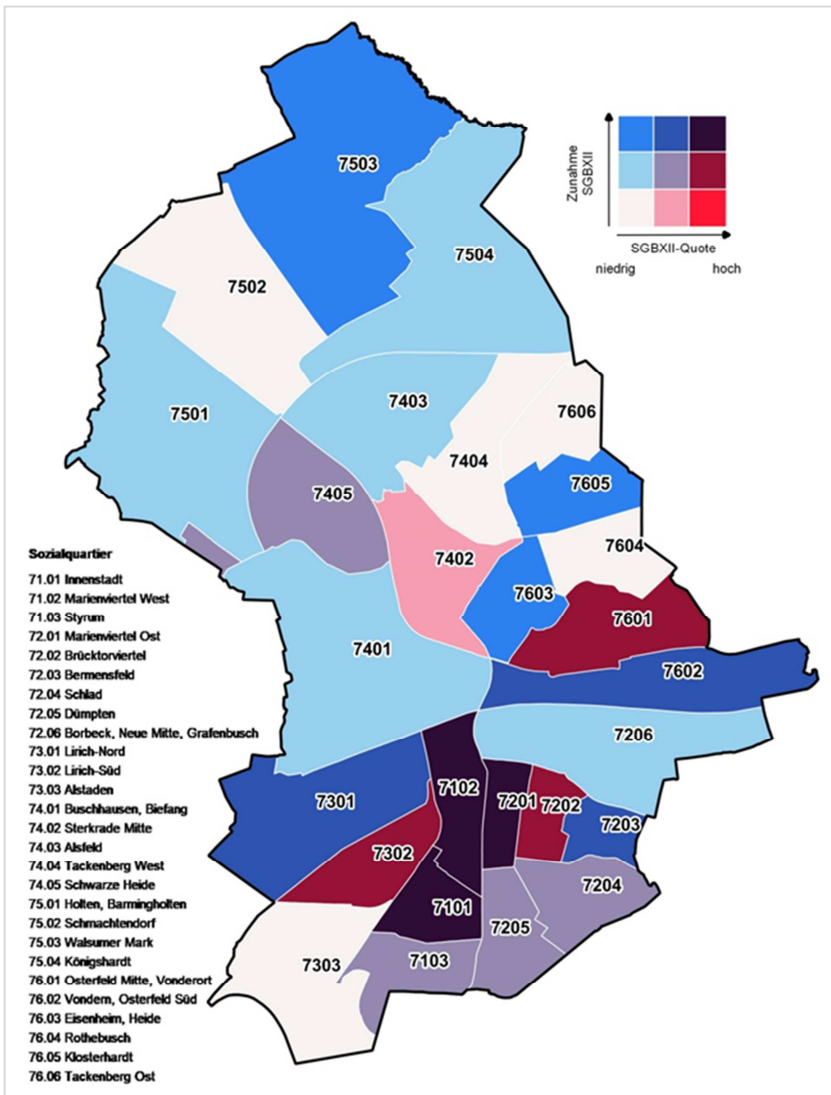 Zunahme
SGBXII
SGBXII-Quote
niedrig
hoch
7503
7504
7502
7501
7403
7606
7404
7405
7605
7402
7604
7603
7601
7401
7602
7206
7102
7301
7201
7202
7203
7302
7204
7101
7205
7103
7303
Sozialquartier
71.01 Innenstadt
71.02 Marienviertel West
71.03 Styrum
72.01 Marienviertel Ost
72.02 Brücktorviertel
72.03 Bermensfeld
72.04 Schlad
72.05 Dümpten
72.06 Borbeck, Neue Mitte, Grafenbusch
73.01 Lirich-Nord
73.02 Lirich-Süd
73.03 Alstaden
74.01 Buschhausen, Biefang
74.02 Sterkrade Mitte
74.03 Alsfeld
74.04 Tackenberg West
74.05 Schwarze Heide
75.01 Holten, Barmingholten
75.02 Schmachtendorf
75.03 Walsumer Mark
75.04 Königshardt
76.01 Osterfeld Mitte, Vonderort
76.02 Vondern, Osterfeld Süd
76.03 Eisenheim, Heide
76.04 Rothebusch
76.05 Klosterhardt
76.06 Tackenberg Ost